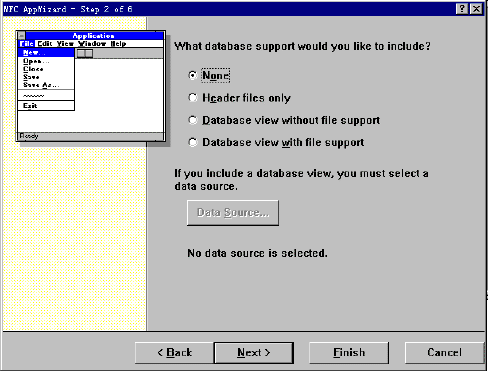 MFC AppWizard - Step 2 of 6
Application
File Edit View Window Help
New...
Open...
Close
Save
Save As...
Exit
Ready
What database support would you like to include?
None
Header files only
Database view without file support
Database view with file support
If you include a database view, you must select a
data source.
Data Source...
No data source is selected.
< Back
Next >
Finish
Cancel